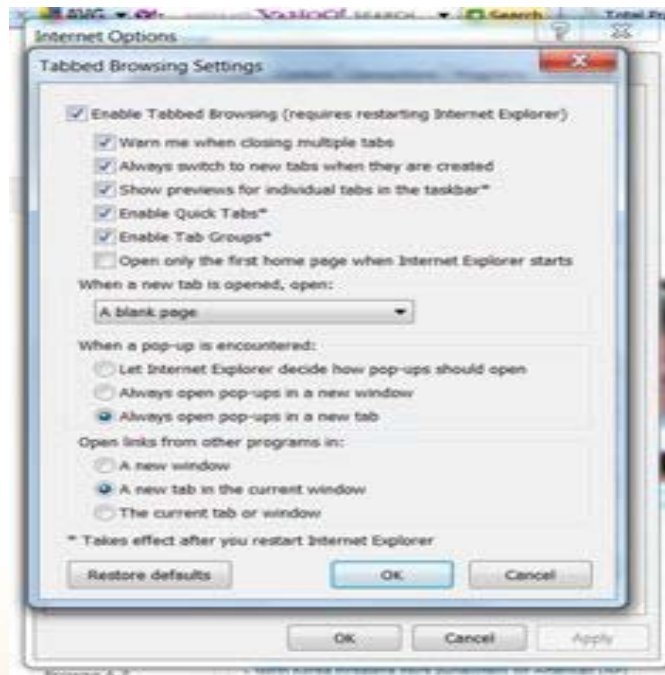 AVG YAHOO! SEARCH Search Total
Internet Options
Tabbed Browsing Settings
Enable Tabbed Browsing (requires restarting Internet Explorer)
Warn me when closing multiple tabs
Always switch to new tabs when they are created
Show previews for individual tabs in the taskbar*
Enable Quick Tabs*
Enable Tab Groups*
Open only the first home page when Internet Explorer starts
When a new tab is opened, open:
A blank page
When a pop-up is encountered:
Let Internet Explorer decide how pop-ups should open
Always open pop-ups in a new window
Always open pop-ups in a new tab
Open links from other programs in:
A new window
A new tab in the current window
The current tab or window
* Takes effect after you restart Internet Explorer
Restore defaults OK Cancel
OK Cancel Apply